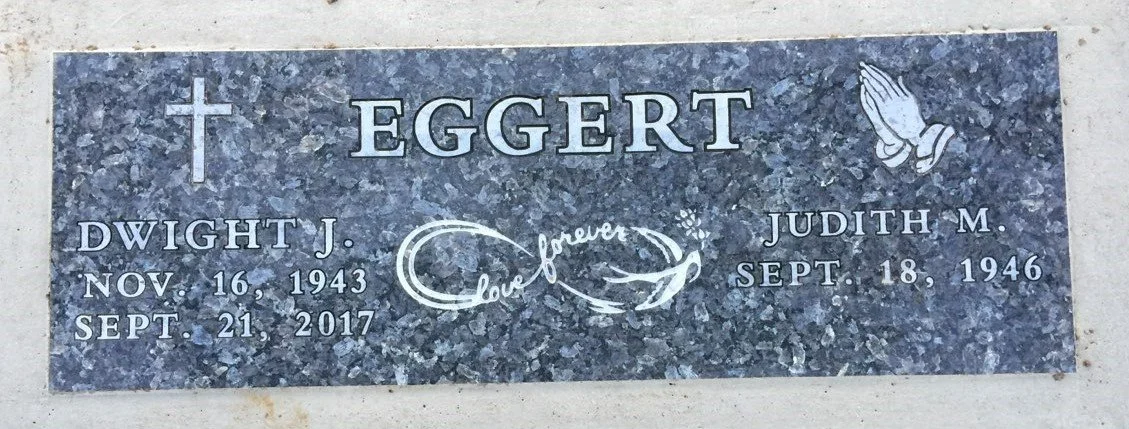 EGGERT
DWIGHT J.
NOV. 16, 1943
SEPT. 21, 2017
love forever
JUDITH M.
SEPT. 18, 1946